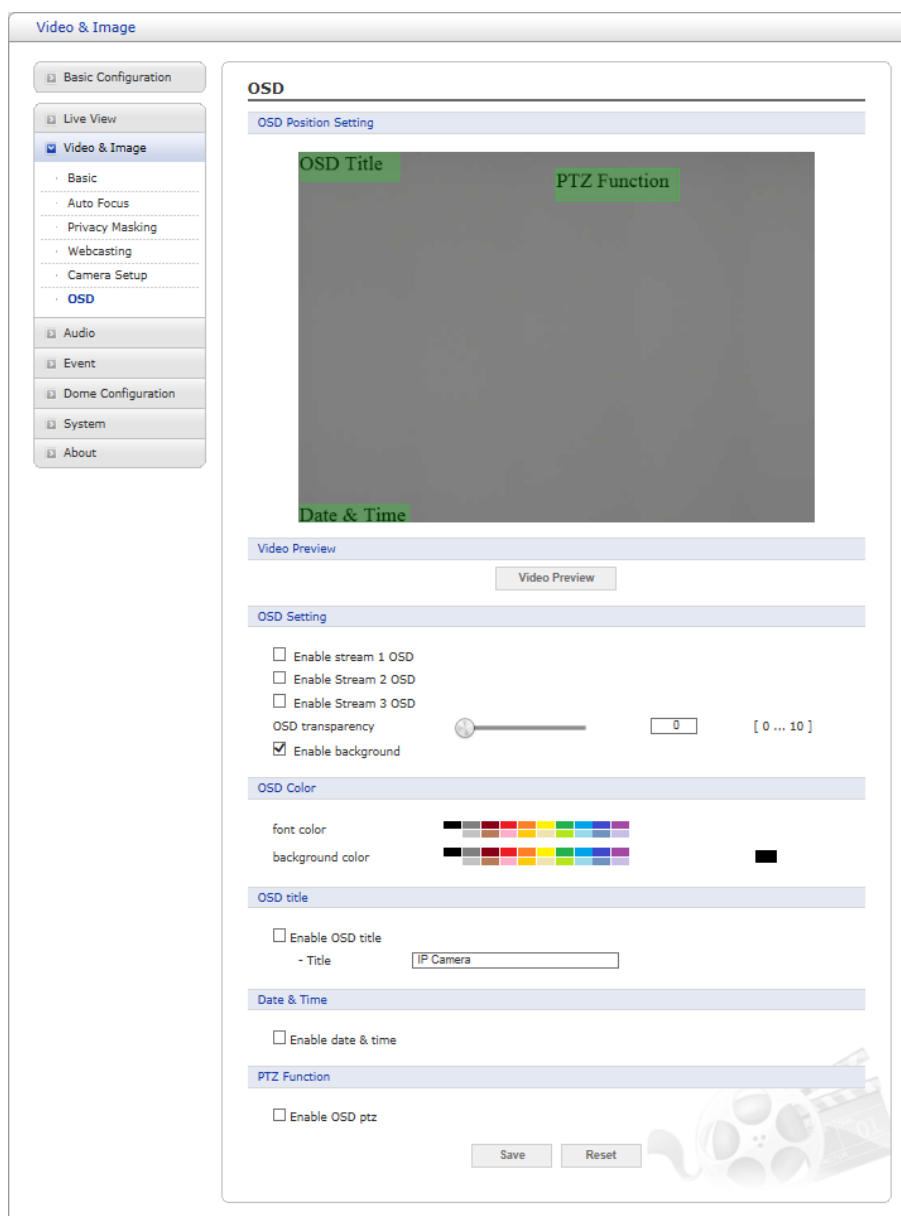 Video & Image
Basic Configuration
Live View
Video & Image
Basic
Auto Focus
Privacy Masking
Webcasting
Camera Setup
OSD
Audio
Event
Dome Configuration
System
About
OSD
OSD Position Setting
OSD Title
PTZ Function
Date & Time
Video Preview
Video Preview
OSD Setting
Enable stream 1 OSD
Enable Stream 2 OSD
Enable Stream 3 OSD
OSD transparency 0 [ 0 ... 10 ]
Enable background
OSD Color
font color
background color
OSD title
Enable OSD title
- Title IP Camera
Date & Time
Enable date & time
PTZ Function
Enable OSD ptz
01
Save Reset